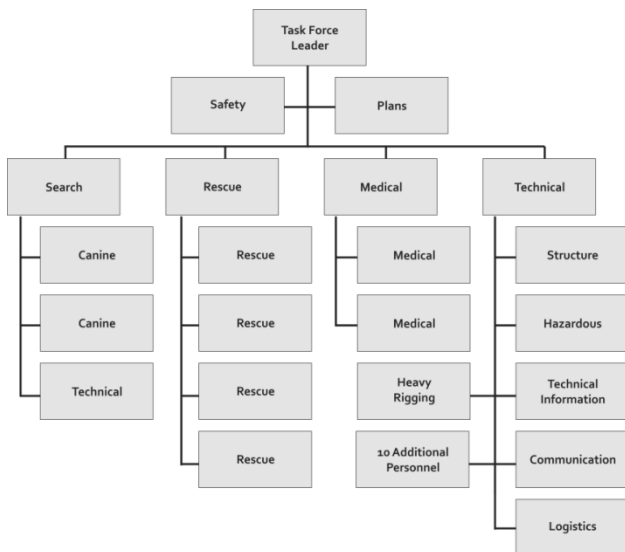 Task Force
Leader
Safety
Plans
Search
Rescue
Medical
Technical
Canine
Rescue
Medical
Structure
Canine
Rescue
Medical
Hazardous
Technical
Rescue
Heavy
Rigging
Technical
Information
Rescue
10 Additional
Personnel
Communication
Logistics